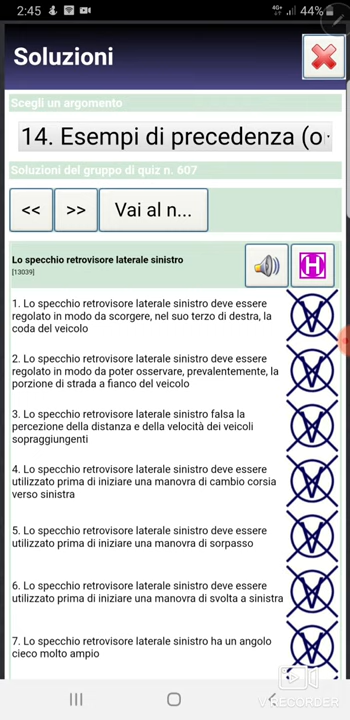 2:45
4G+
44%
Soluzioni
Scegli un argomento
14. Esempi di precedenza (o
Soluzioni del gruppo di quiz n. 607
<<
>>
Vai al n...
Lo specchio retrovisore laterale sinistro
[13039]
H
1. Lo specchio retrovisore laterale sinistro deve essere
regolato in modo da scorgere, nel suo terzo di destra, la
coda del veicolo
V
2. Lo specchio retrovisore laterale sinistro deve essere
regolato in modo da poter osservare, prevalentemente, la
porzione di strada a fianco del veicolo
V
3. Lo specchio retrovisore laterale sinistro falsa la
percezione della distanza e della velocità dei veicoli
sopraggiungenti
V
4. Lo specchio retrovisore laterale sinistro deve essere
utilizzato prima di iniziare una manovra di cambio corsia
verso sinistra
V
5. Lo specchio retrovisore laterale sinistro deve essere
utilizzato prima di iniziare una manovra di sorpasso
V
6. Lo specchio retrovisore laterale sinistro deve essere
utilizzato prima di iniziare una manovra di svolta a sinistra
V
7. Lo specchio retrovisore laterale sinistro ha un angolo
cieco molto ampio
V
V RECORDER